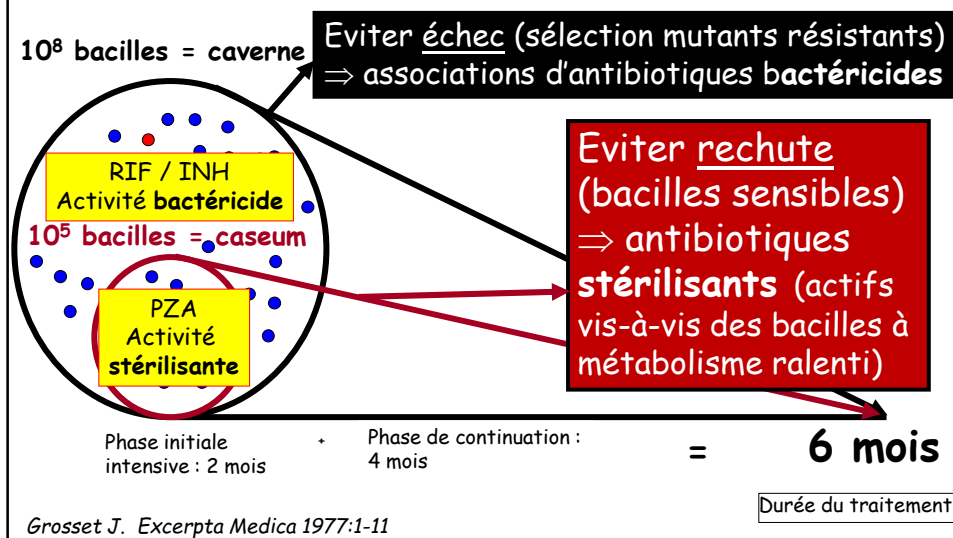 10⁸ bacilles = caverne
Eviter échec (sélection mutants résistants)
⇒ associations d'antibiotiques bactéricides
RIF / INH
Activité bactéricide
10⁵ bacilles = caseum
PZA
Activité
stérilisante
Eviter rechute
(bacilles sensibles)
⇒ antibiotiques
stérilisants (actifs
vis-à-vis des bacilles à
métabolisme ralenti)
Phase initiale
intensive : 2 mois
+
Phase de continuation :
4 mois
=
6 mois
Durée du traitement
Grosset J. Excerpta Medica 1977:1-11